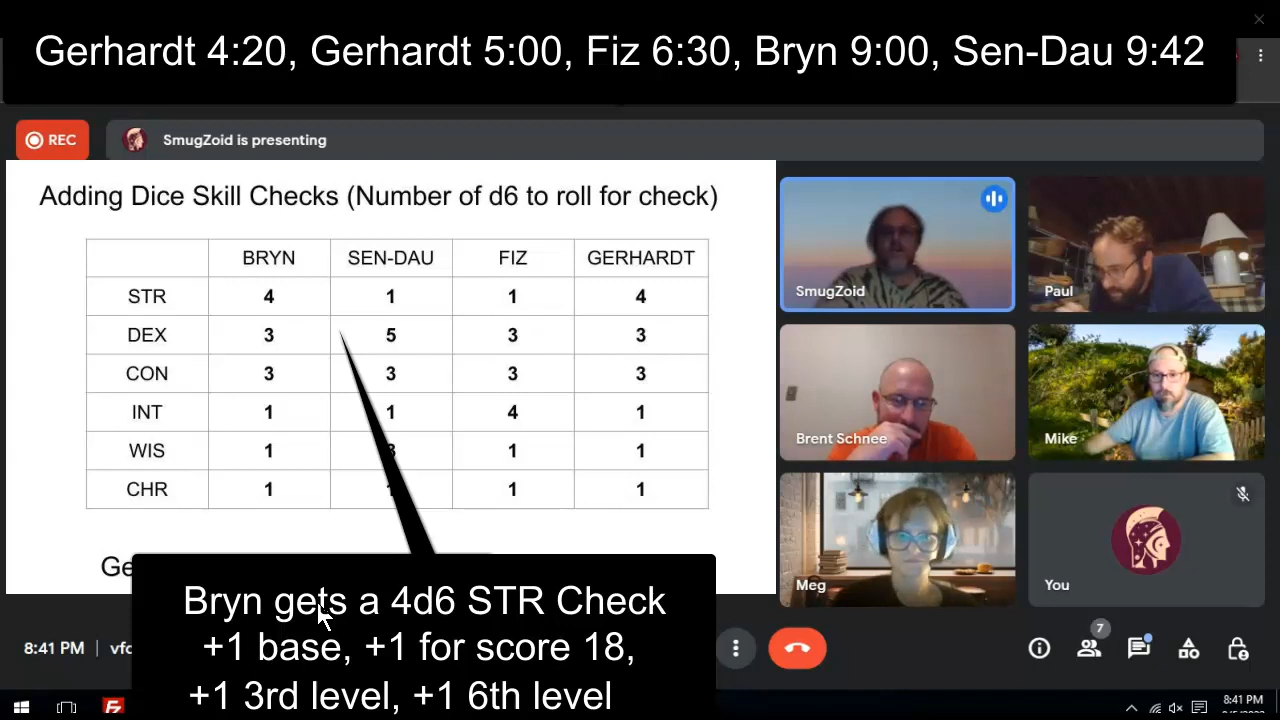 Gerhardt 4:20, Gerhardt 5:00, Fiz 6:30, Bryn 9:00, Sen-Dau 9:42
REC
SmugZoid is presenting
Adding Dice Skill Checks (Number of d6 to roll for check)
BRYN SEN-DAU FIZ GERHARDT
STR 4 1 1 4
DEX 3 5 3 3
CON 3 3 3 3
INT 1 1 4 1
WIS 1 3 1 1
CHR 1 1 1 1
Ge
Bryn gets a 4d6 STR Check
+1 base, +1 for score 18,
+1 3rd level, +1 6th level
SmugZoid
Paul
Brent Schnee
Mike
Meg
You
8:41 PM
vfc
7
8:41 PM